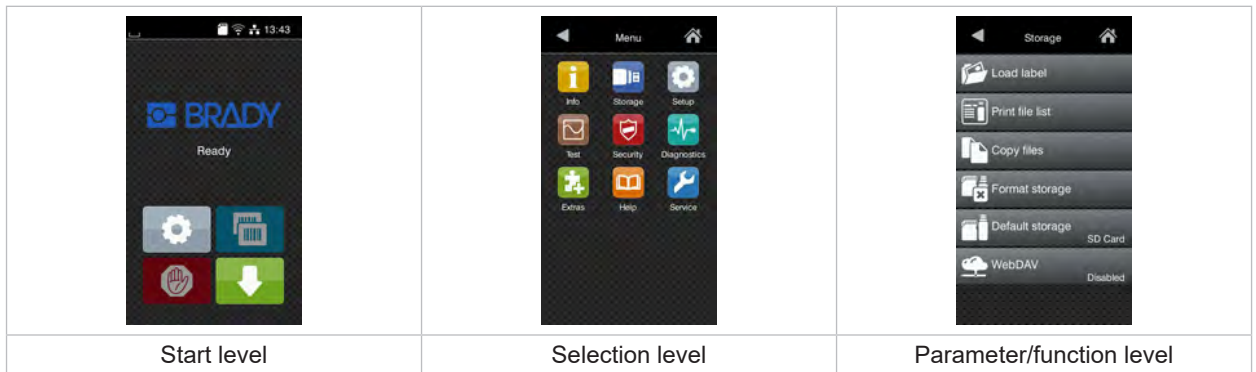 13:43
BRADY
Ready
Menu
Info Storage Setup
Test Security Diagnostics
Extras Help Service
Storage
Load label
Print file list
Copy files
Format storage
Default storage
SD Card
WebDAV
Disabled
Start level
Selection level
Parameter/function level